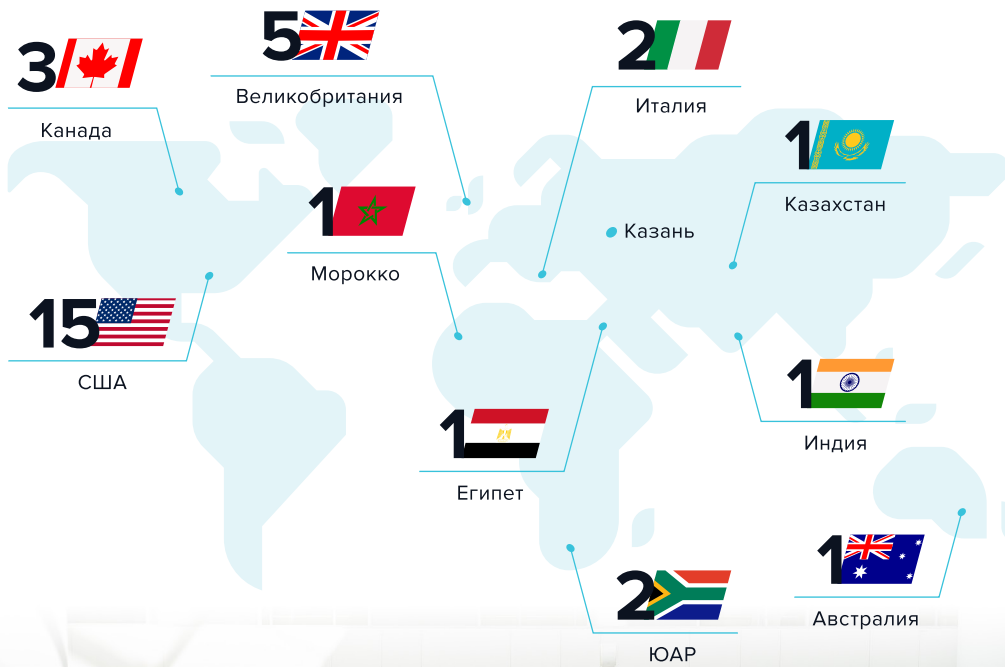 3
Канада
5
Великобритания
2
Италия
1
Казахстан
1
Морокко
Казань
15
США
1
Египет
1
Индия
2
ЮАР
1
Австралия